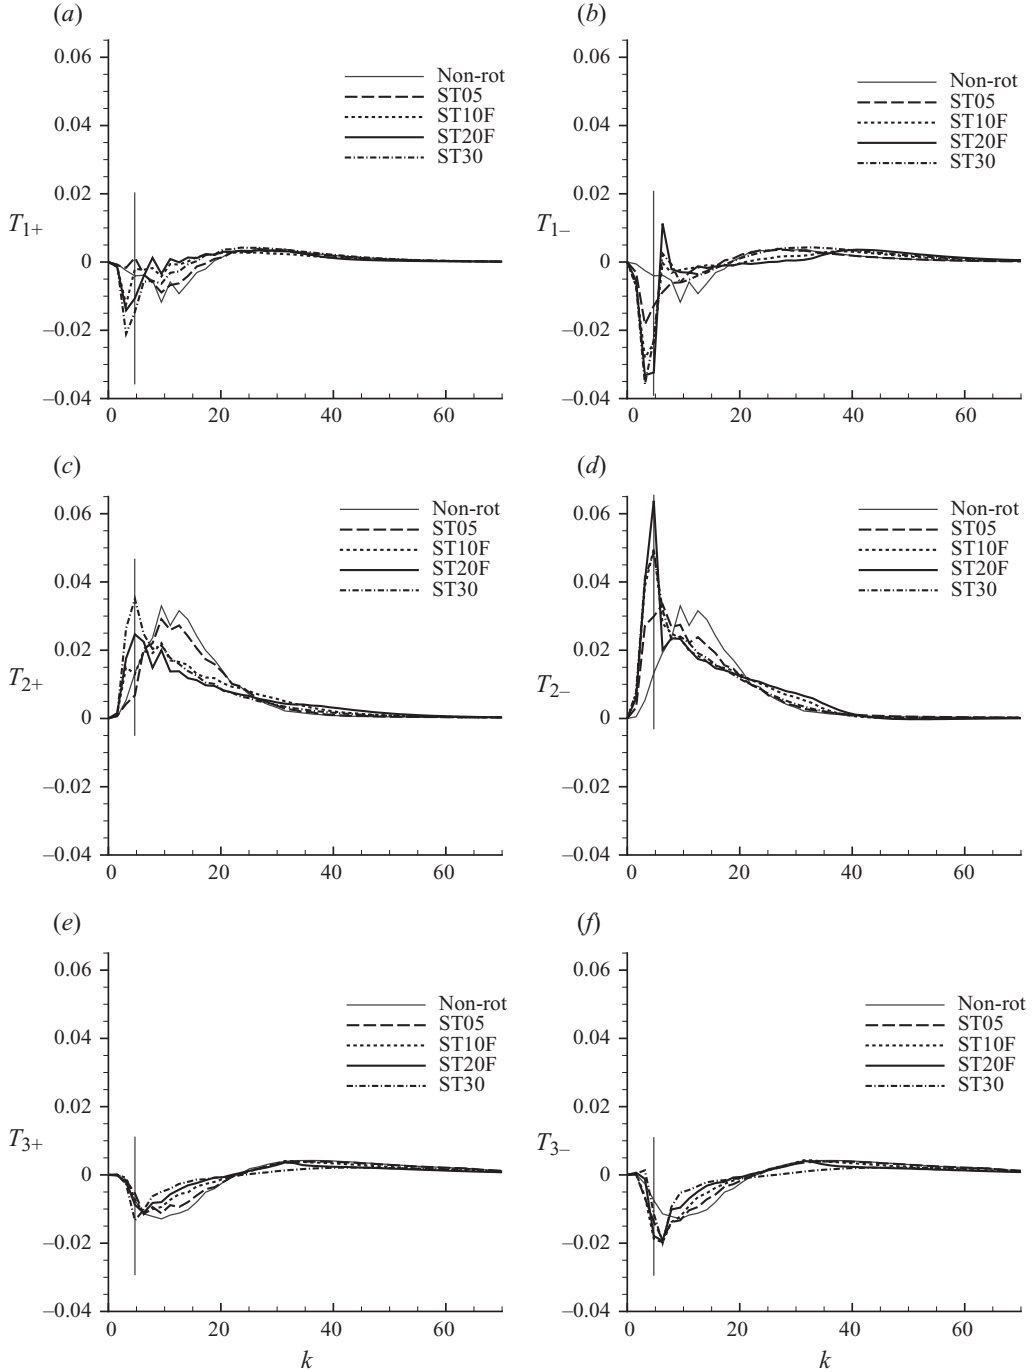 (a)
0.06
0.04
0.02
0
–0.02
–0.04
T1+
Non-rot
ST05
ST10F
ST20F
ST30
0 20 40 60
(b)
T1–
Non-rot
ST05
ST10F
ST20F
ST30
0.06
0.04
0.02
0
–0.02
–0.04
0 20 40 60
(c)
0.06
0.04
0.02
0
–0.02
–0.04
T2+
Non-rot
ST05
ST10F
ST20F
ST30
0 20 40 60
(d)
0.06
0.04
0.02
0
–0.02
–0.04
T2–
Non-rot
ST05
ST10F
ST20F
ST30
0 20 40 60
(e)
0.06
0.04
0.02
0
–0.02
–0.04
T3+
Non-rot
ST05
ST10F
ST20F
ST30
0 20 40 60
k
(f)
0.06
0.04
0.02
0
–0.02
–0.04
T3–
Non-rot
ST05
ST10F
ST20F
ST30
0 20 40 60
k